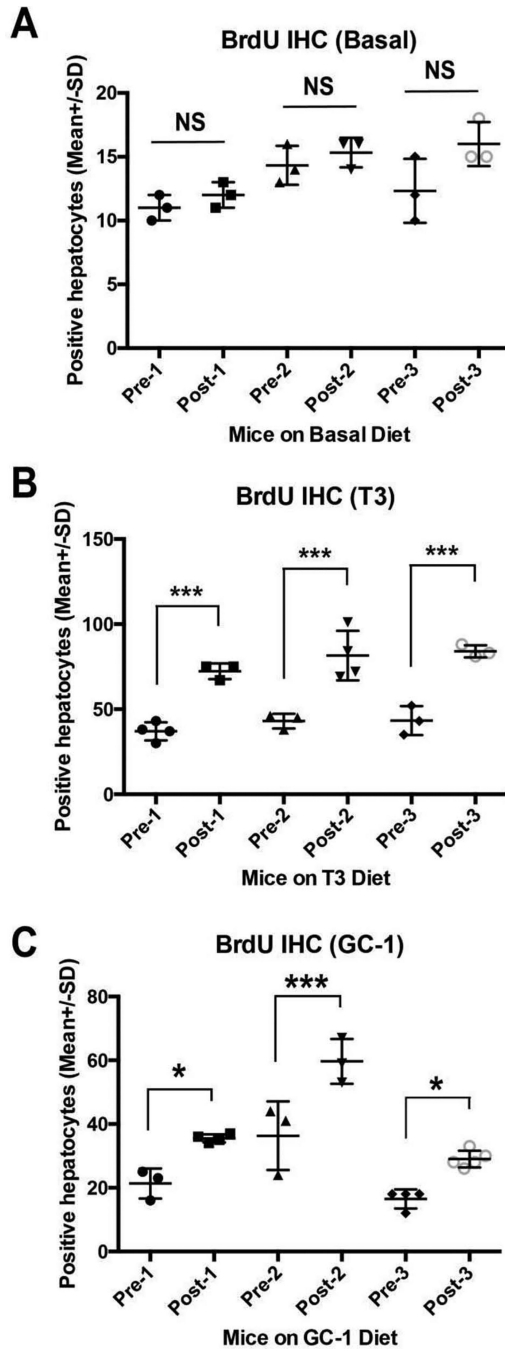 A
BrdU IHC (Basal)
Positive hepatocytes (Mean+/-SD)
20
15
10
5
0
NS
NS
NS
Pre-1
Post-1
Pre-2
Post-2
Pre-3
Post-3
Mice on Basal Diet
B
BrdU IHC (T3)
Positive hepatocytes (Mean+/-SD)
150
100
50
0
***
***
***
Pre-1
Post-1
Pre-2
Post-2
Pre-3
Post-3
Mice on T3 Diet
C
BrdU IHC (GC-1)
Positive hepatocytes (Mean+/-SD)
80
60
40
20
0
*
***
*
Pre-1
Post-1
Pre-2
Post-2
Pre-3
Post-3
Mice on GC-1 Diet